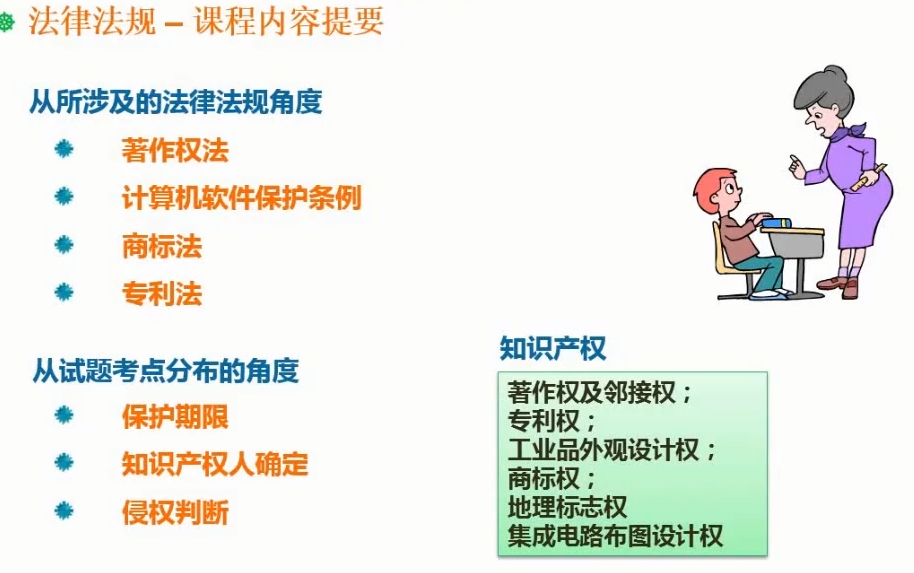 法律法规 – 课程内容提要
从所涉及的法律法规角度
著作权法
计算机软件保护条例
商标法
专利法
从试题考点分布的角度
保护期限
知识产权人确定
侵权判断
知识产权
著作权及邻接权；
专利权；
工业品外观设计权；
商标权；
地理标志权
集成电路布图设计权